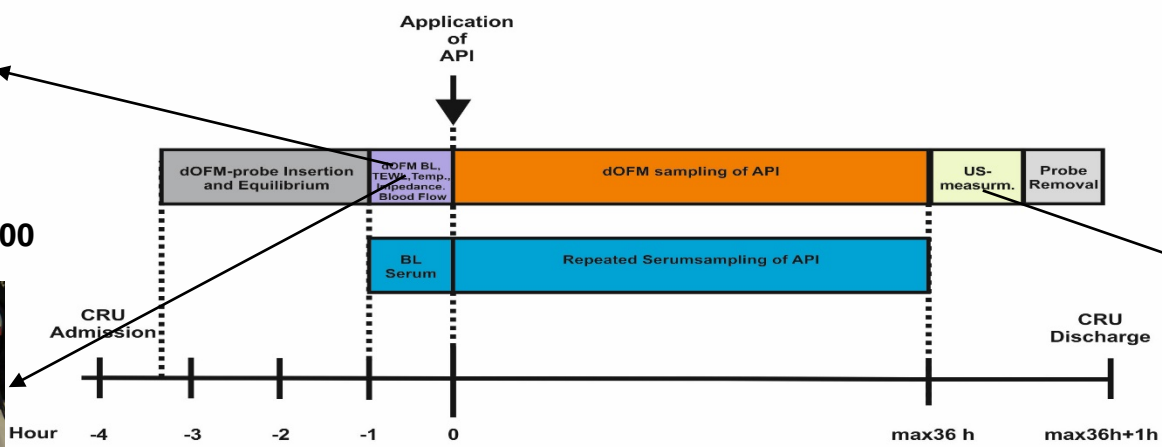 Application
of
API
dOFM-probe Insertion
and Equilibrium
dOFM BL,
TEWL,Temp.,
Impedance.
Blood Flow
dOFM sampling of API
US-
measurm.
Probe
Removal
00
BL
Serum
Repeated Serumsampling of API
CRU
Admission
CRU
Discharge
Hour -4 -3 -2 -1 0 max36 h max36h+1h